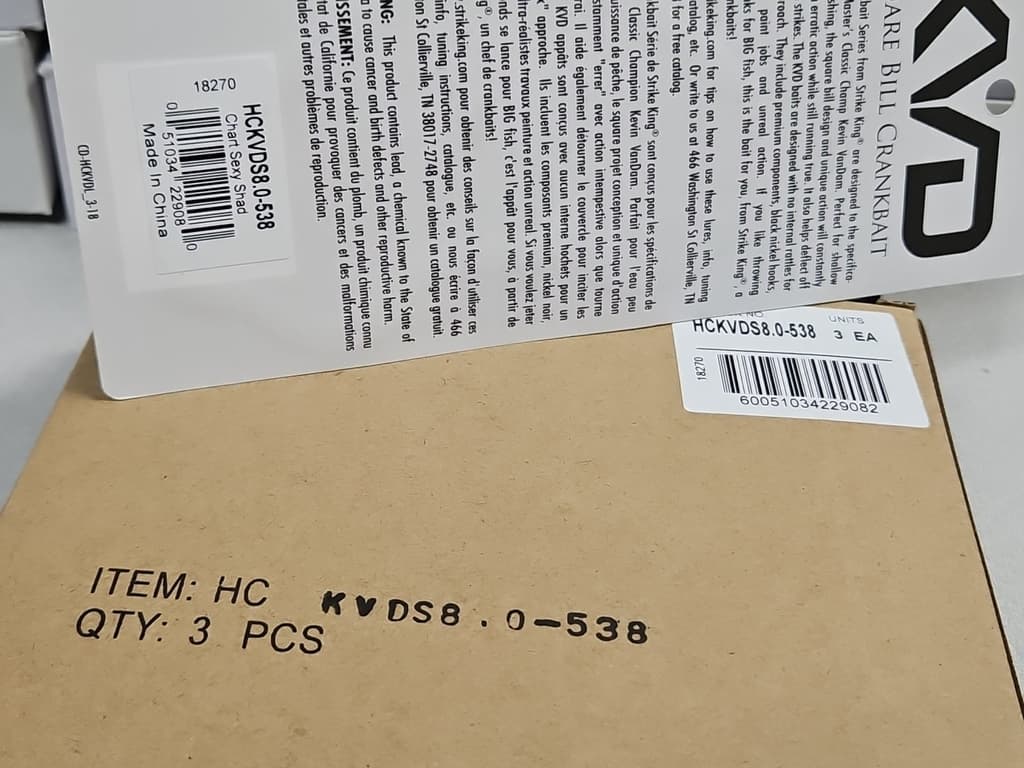 KVD
ARE BILL CRANKBAIT
bait Series from Strike King® are designed to the specifica-
Master's Classic Champ Kevin VanDam. Perfect for shallow
shing, the square bill design and unique action will constantly
erratic action while still running true. It also helps deflect off
strikes. The KVD baits are designed with no internal rattles for
roach. They include premium components, black nickel hooks,
paint jobs and unreal action. If you like throwing
ks for BIG fish, this is the bait for you, from Strike King®, a
nkbaits!
keking.com for tips on how to use these lures, info, tuning
atalog, etc. Or write to us at 466 Washington St Collierville, TN
for a free catalog.
kbait Série de Strike King® sont conçus pour les spécifications de
Classic Champion Kevin VanDam. Parfait pour l'eau peu
uissance de pêche, le square projet conception et unique d'action
stamment "errer" avec action intempestive alors que tourne
rai. Il aide également détourner le couvercle pour inciter les
KVD appâts sont conçus avec aucun interne hochets pour un
k" approche. Ils incluent les composants premium, nickel noir,
ltra-réalistes travaux peinture et action unreal. Si vous voulez jeter
nds se lance pour BIG fish, c'est l'appât pour vous, à partir de
g®, un chef de crankbaits!
.strikeking.com pour obtenir des conseils sur la façon d'utiliser ces
info, tuning instructions, catalogue, etc. ou nous écrire à 466
on St Collierville, TN 38017-2748 pour obtenir un catalogue gratuit.
NG: This product contains lead, a chemical known to the State of
a to cause cancer and birth defects and other reproductive harm.
ISSEMENT: Ce produit contient du plomb, un produit chimique connu
tat de Californie pour provoquer des cancers et des malformations
tales et autres problèmes de reproduction.
18270
HCKVDS8.0-538
Chart Sexy Shad
0 51034 22908 0
Made In China
CD-HCKVDL_3-18
NO.
UNITS
HCKVDS8.0-538 3 EA
18270
60051034229082
ITEM: HC KVDS8.0-538
QTY: 3 PCS